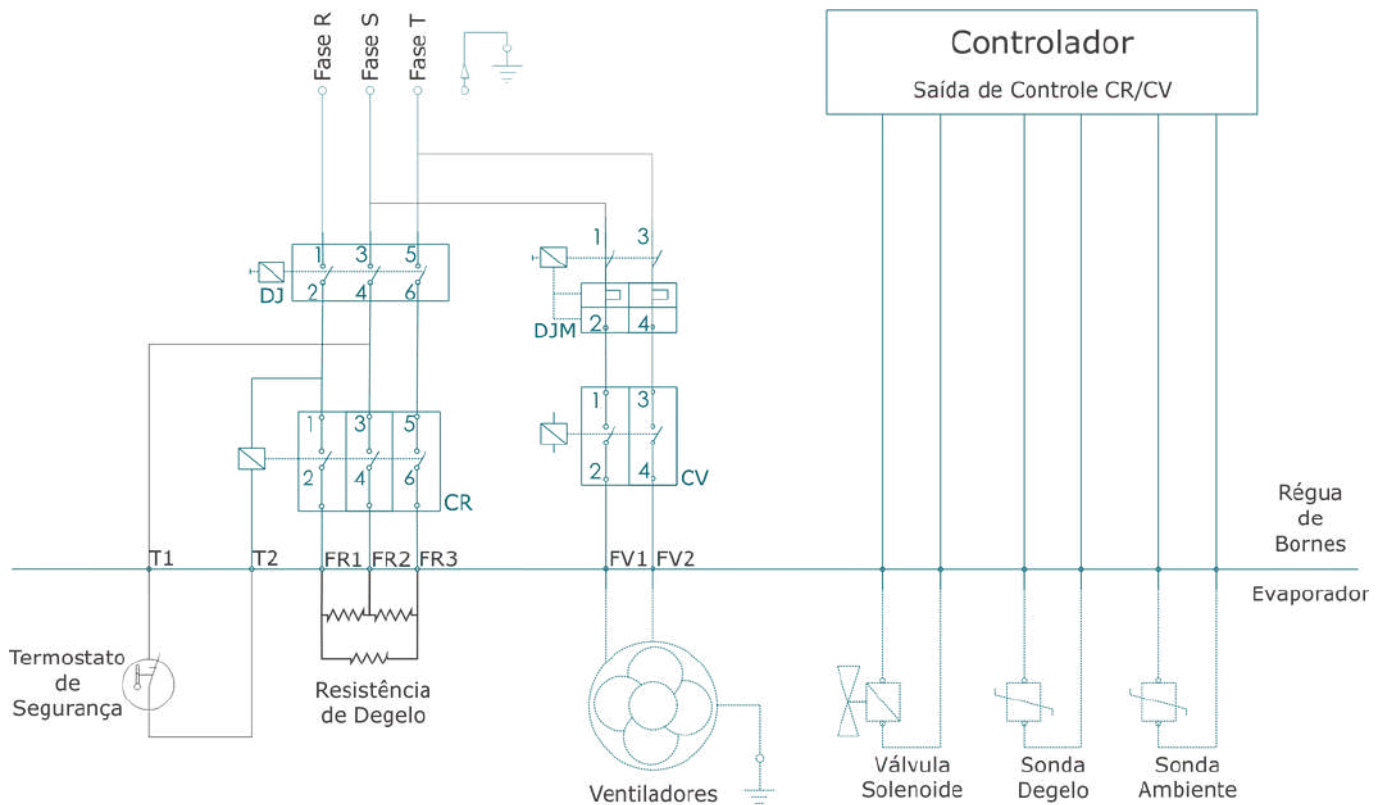 Fase R
Fase S
Fase T
Controlador
Saída de Controle CR/CV
1 3 5
DJ
2 4 6
1 3
DJM
2 4
1 3 5
2 4 6
CR
1 3
2 4
CV
Régua
de
Bornes
T1 T2 FR1 FR2 FR3 FV1 FV2
Evaporador
Termostato
de
Segurança
Resistência
de Degelo
Ventiladores
Válvula
Solenoide
Sonda
Degelo
Sonda
Ambiente